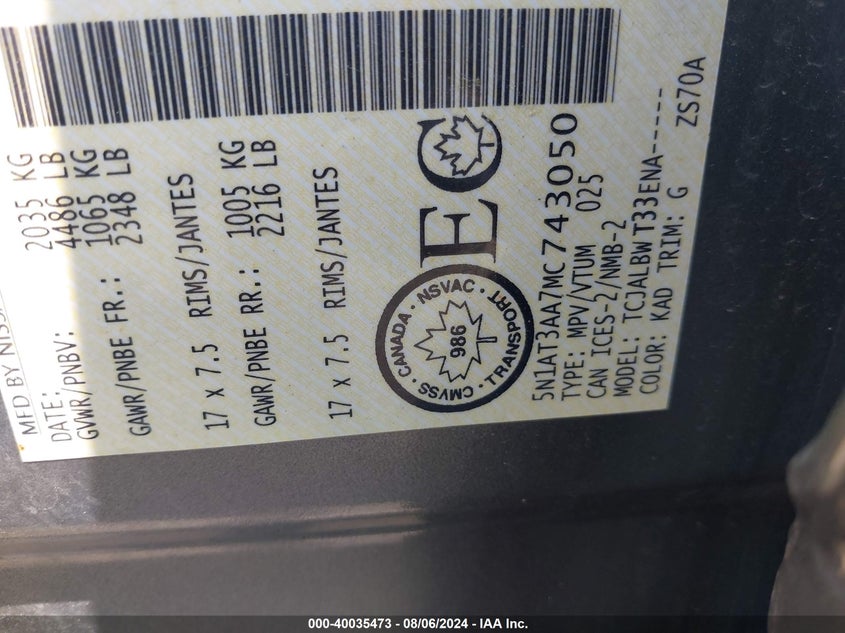 MFD BY NISS
DATE:
GVWR/PNBV: 2035 KG
4486 LB
GAWR/PNBE FR.: 1065 KG
2348 LB
17 X 7.5 RIMS/JANTES
GAWR/PNBE RR.: 1005 KG
2216 LB
17 X 7.5 RIMS/JANTES
CANADA · NSVAC · TRANSPORT · CMVSS ·
986
EC
5N1AT3AA7MC743050
TYPE: MPV/VTUM 025
CAN ICES-2/NMB-2
MODEL: TCJALBW T33ENA-----
COLOR: KAD TRIM: G ZS70A
000-40035473 - 08/06/2024 - IAA Inc.